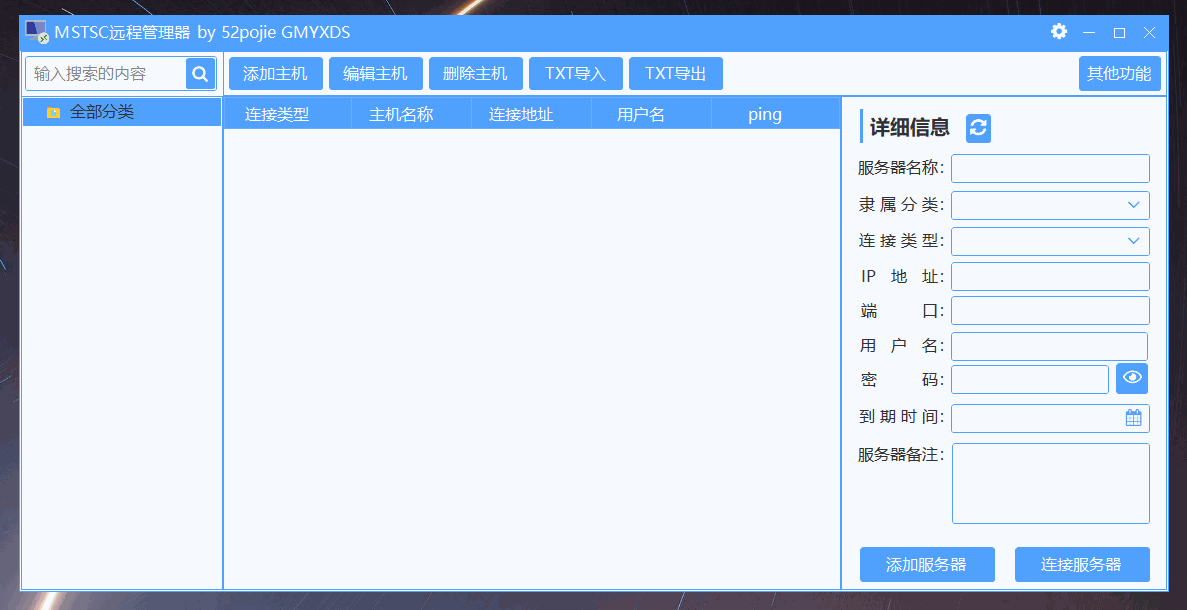 MSTSC远程管理器 by 52pojie GMYXDS
输入搜索的内容
添加主机 编辑主机 删除主机 TXT导入 TXT导出 其他功能
全部分类
连接类型 主机名称 连接地址 用户名 ping
详细信息
服务器名称:
隶属分类:
连接类型:
IP 地 址:
端 口:
用 户 名:
密 码:
到期时间:
服务器备注:
添加服务器 连接服务器